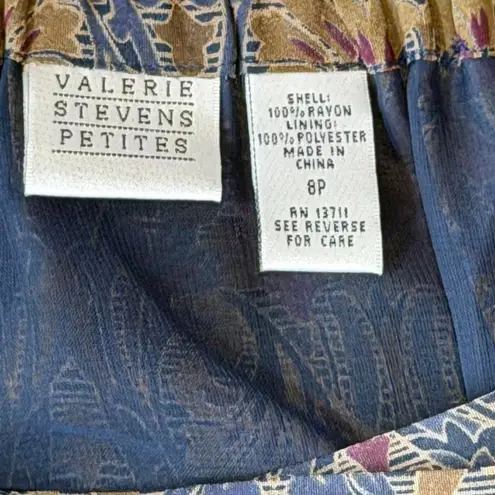 VALERIE
STEVENS
PETITES
SHELL:
100% RAYON
LINING:
100% POLYESTER
MADE IN
CHINA
8P
RN 13711
SEE REVERSE
FOR CARE